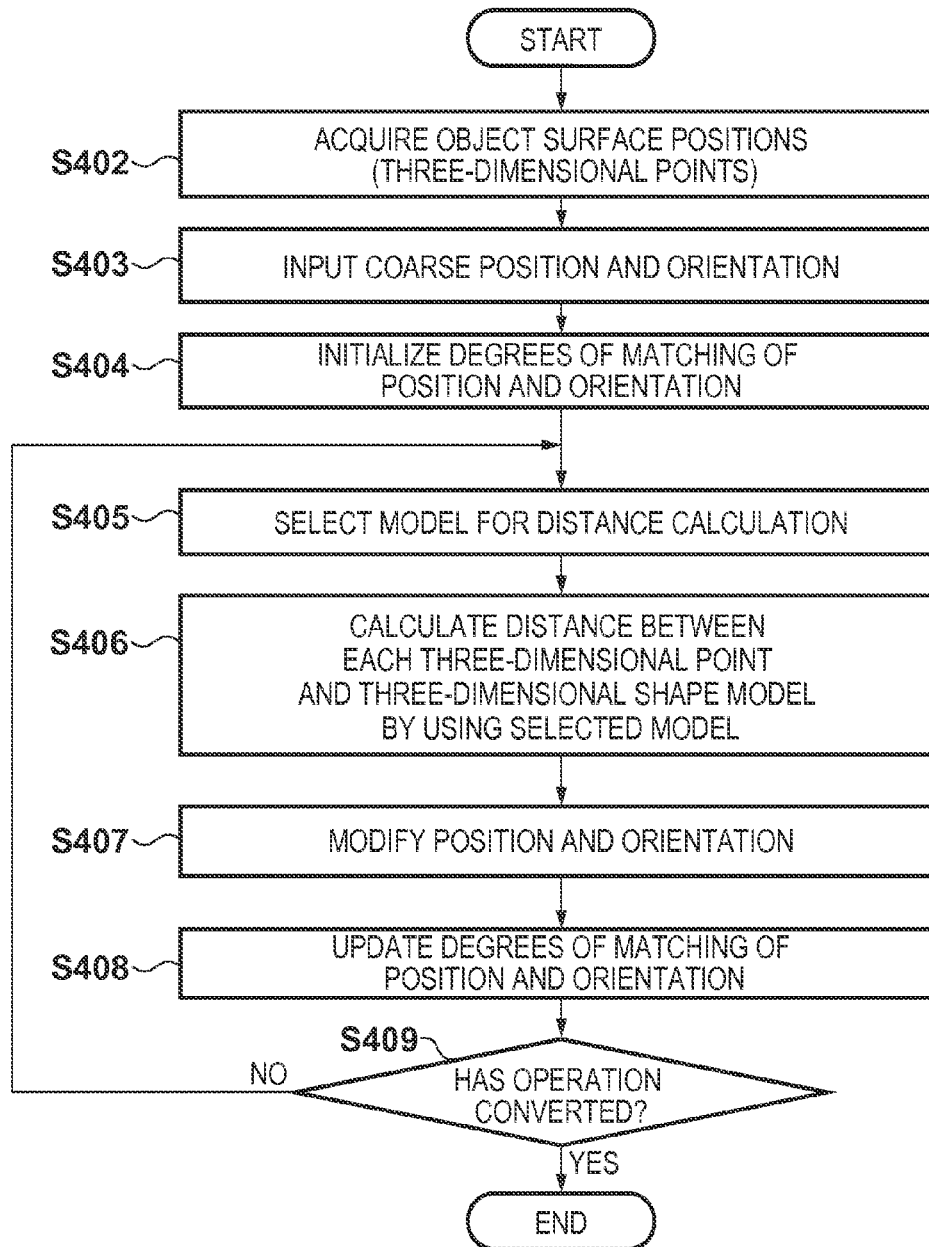 START
S402
ACQUIRE OBJECT SURFACE POSITIONS
(THREE-DIMENSIONAL POINTS)
S403
INPUT COARSE POSITION AND ORIENTATION
S404
INITIALIZE DEGREES OF MATCHING OF
POSITION AND ORIENTATION
S405
SELECT MODEL FOR DISTANCE CALCULATION
S406
CALCULATE DISTANCE BETWEEN
EACH THREE-DIMENSIONAL POINT
AND THREE-DIMENSIONAL SHAPE MODEL
BY USING SELECTED MODEL
S407
MODIFY POSITION AND ORIENTATION
S408
UPDATE DEGREES OF MATCHING OF
POSITION AND ORIENTATION
S409
NO
HAS OPERATION
CONVERTED?
YES
END